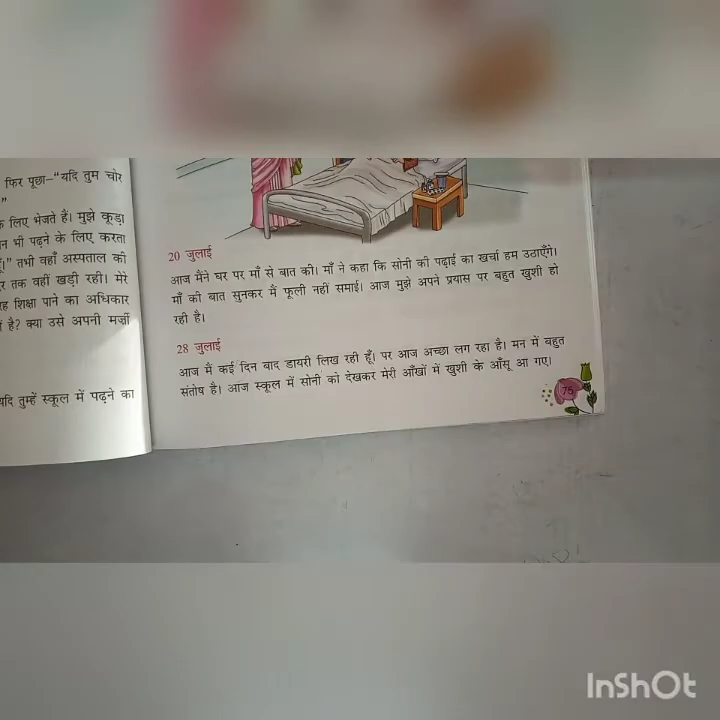 फिर पूछा–“यदि तुम चोर
”
लिए भेजते हैं। मुझे कूड़ा
भी पढ़ने के लिए करता
तभी वहाँ अस्पताल की
तक वहीं खड़ी रही। मेरे
शिक्षा पाने का अधिकार
है? क्या उसे अपनी मर्ज़ी
यदि तुम्हें स्कूल में पढ़ने का
20 जुलाई
आज मैंने घर पर माँ से बात की। माँ ने कहा कि सोनी की पढ़ाई का खर्चा हम उठाएँगे।
माँ की बात सुनकर मैं फूली नहीं समाई। आज मुझे अपने प्रयास पर बहुत खुशी हो
रही है।
28 जुलाई
आज मैं कई दिन बाद डायरी लिख रही हूँ। पर आज अच्छा लग रहा है। मन में बहुत
संतोष है। आज स्कूल में सोनी को देखकर मेरी आँखों में खुशी के आँसू आ गए।
75
InShOt